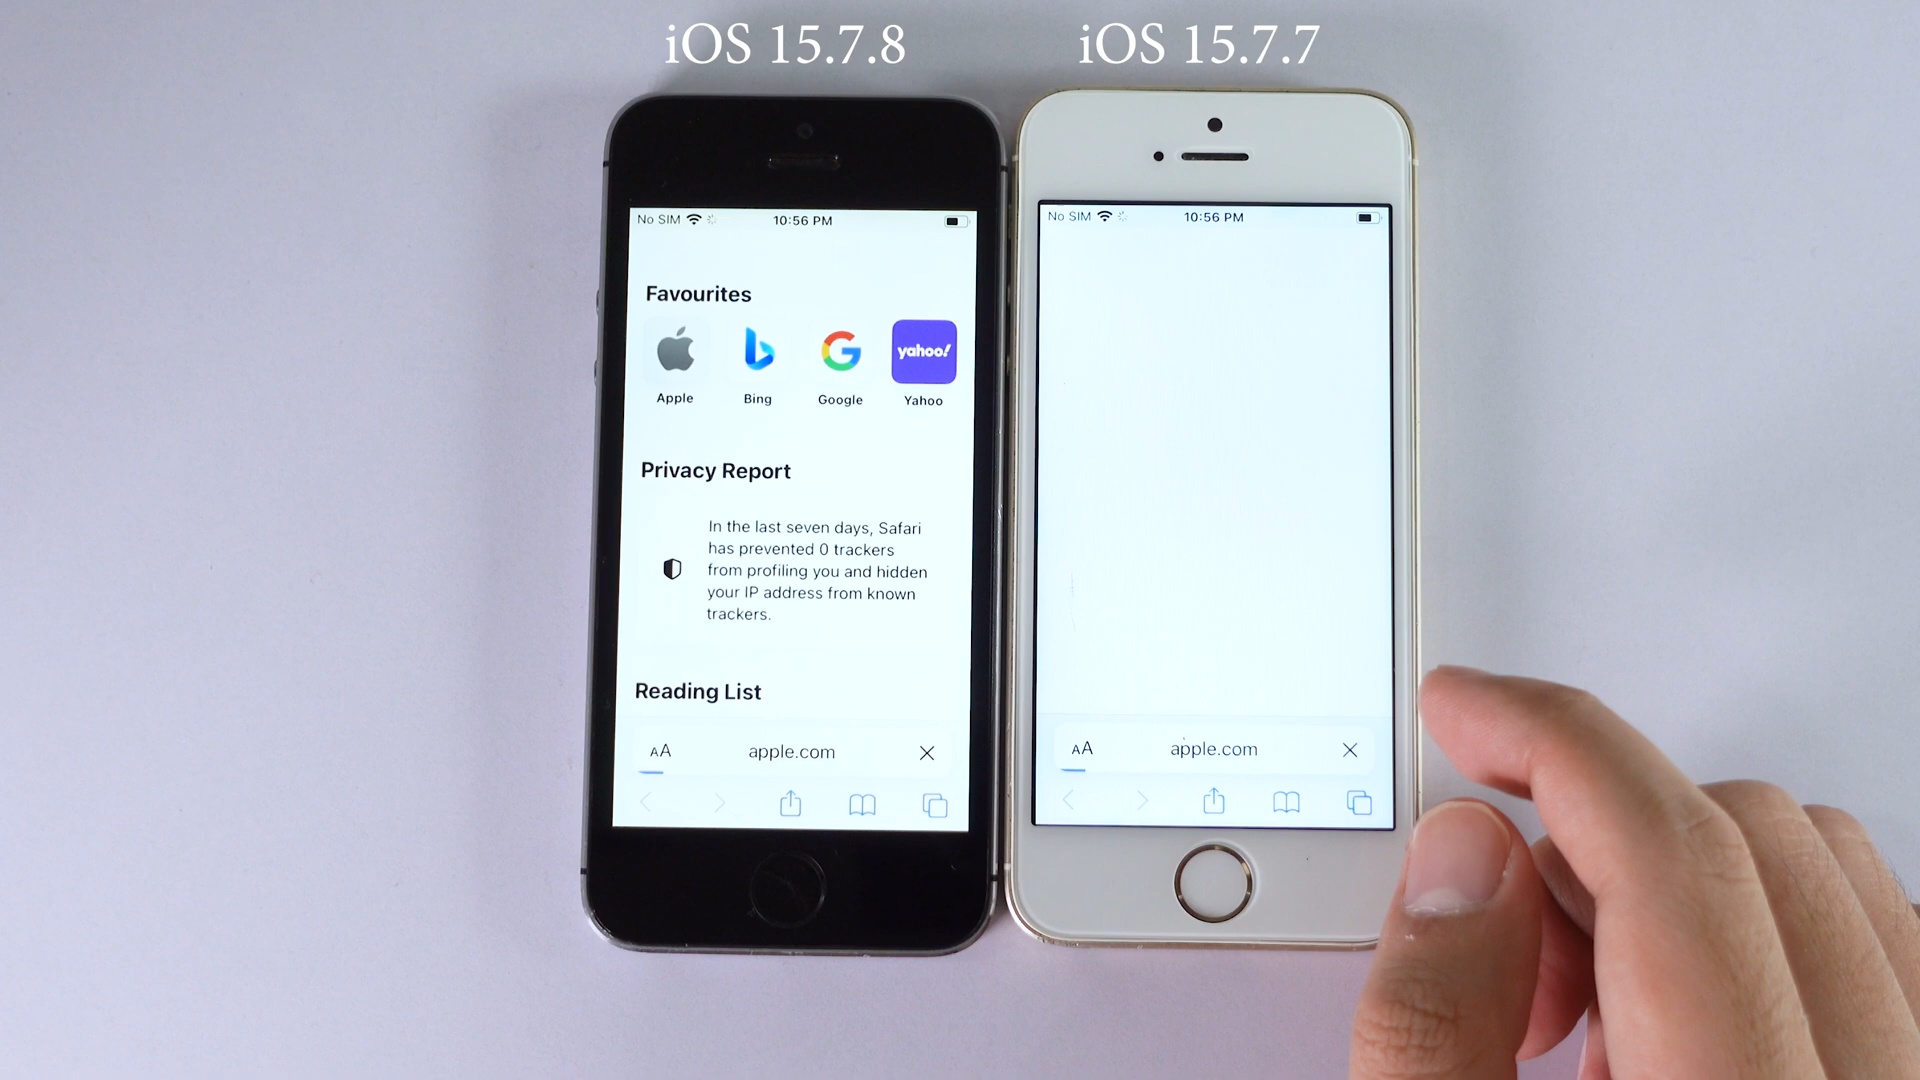 iOS 15.7.8
iOS 15.7.7
No SIM 10:56 PM
Favourites
yahoo!
Apple Bing Google Yahoo
Privacy Report
In the last seven days, Safari
has prevented 0 trackers
from profiling you and hidden
your IP address from known
trackers.
Reading List
AA apple.com
No SIM 10:56 PM
AA apple.com